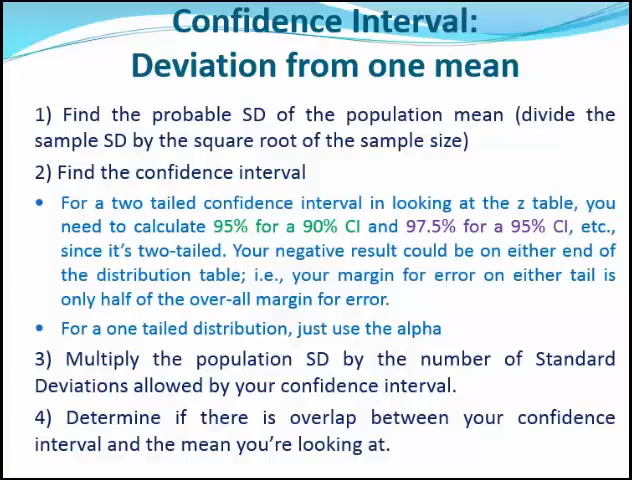 Confidence Interval:
Deviation from one mean
1) Find the probable SD of the population mean (divide the
sample SD by the square root of the sample size)
2) Find the confidence interval
• For a two tailed confidence interval in looking at the z table, you
need to calculate 95% for a 90% CI and 97.5% for a 95% CI, etc.,
since it's two-tailed. Your negative result could be on either end of
the distribution table; i.e., your margin for error on either tail is
only half of the over-all margin for error.
• For a one tailed distribution, just use the alpha
3) Multiply the population SD by the number of Standard
Deviations allowed by your confidence interval.
4) Determine if there is overlap between your confidence
interval and the mean you're looking at.